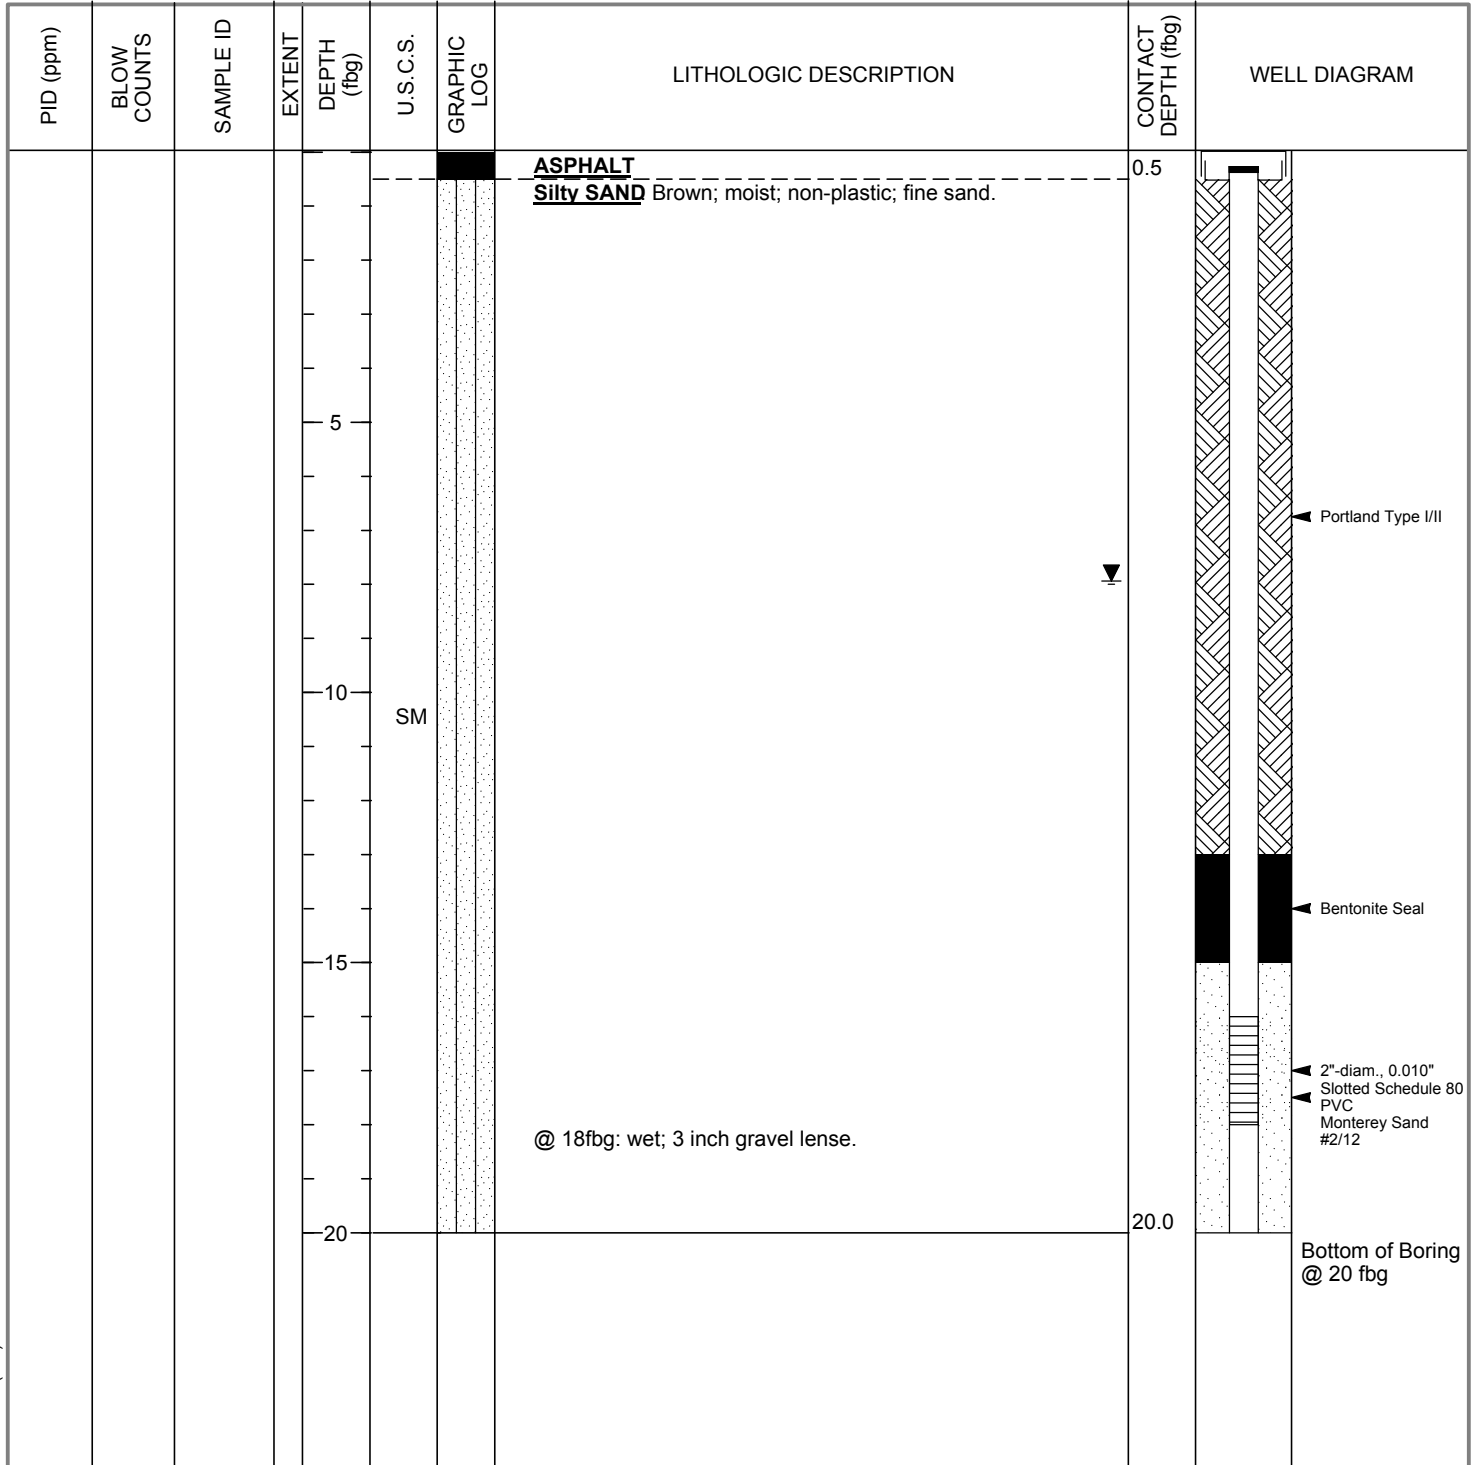 PID (ppm)
BLOW
COUNTS
SAMPLE ID
EXTENT
DEPTH
(fbg)
U.S.C.S.
GRAPHIC
LOG
LITHOLOGIC DESCRIPTION
CONTACT
DEPTH (fbg)
WELL DIAGRAM
ASPHALT
0.5
Silty SAND Brown; moist; non-plastic; fine sand.
5
Portland Type I/II
10
SM
Bentonite Seal
15
2"-diam., 0.010"
Slotted Schedule 80
PVC
Monterey Sand
#2/12
@ 18fbg: wet; 3 inch gravel lense.
20
20.0
Bottom of Boring
@ 20 fbg